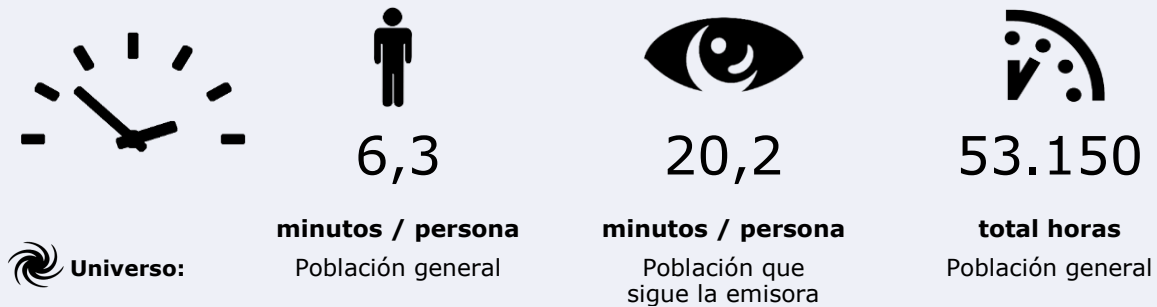 6,3
20,2
53.150
minutos / persona
minutos / persona
total horas
Universo:
Población general
Población que
sigue la emisora
Población general